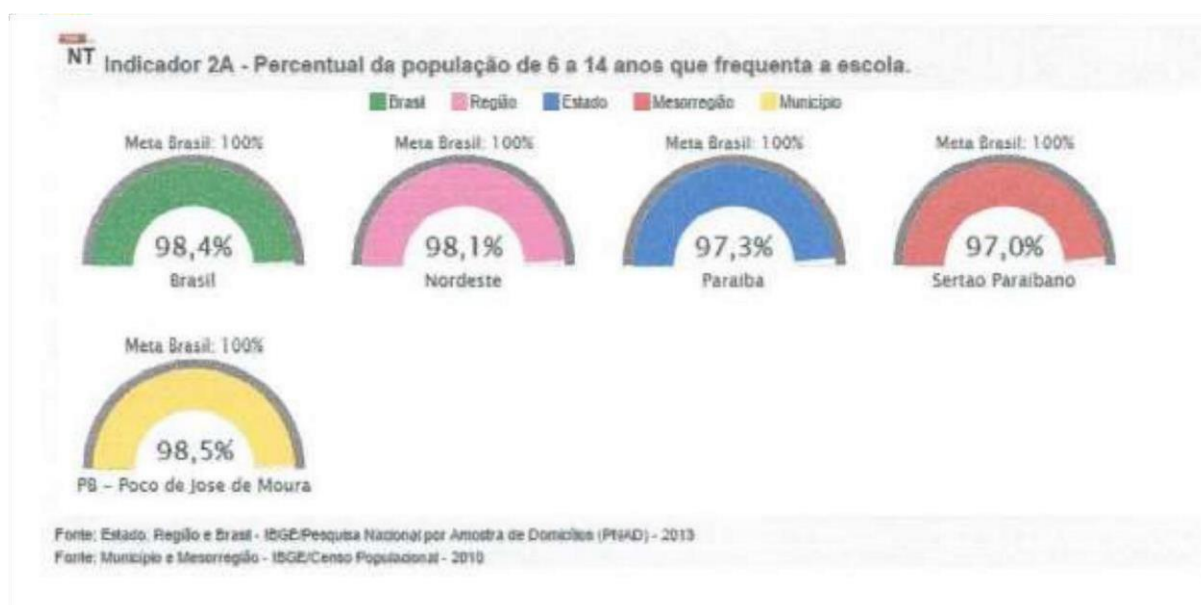 NT Indicador 2A - Percentual da população de 6 a 14 anos que frequenta a escola.
Brasil Região Estado Mesorregião Município
Meta Brasil: 100% Meta Brasil: 100% Meta Brasil: 100% Meta Brasil: 100%
98,4% 98,1% 97,3% 97,0%
Brasil Nordeste Paraíba Sertao Paraibano
Meta Brasil: 100%
98,5%
PB – Poco de Jose de Moura
Fonte: Estado, Região e Brasil - IBGE/Pesquisa Nacional por Amostra de Domicílios (PNAD) - 2013
Fonte: Município e Mesorregião - IBGE/Censo Populacional - 2010